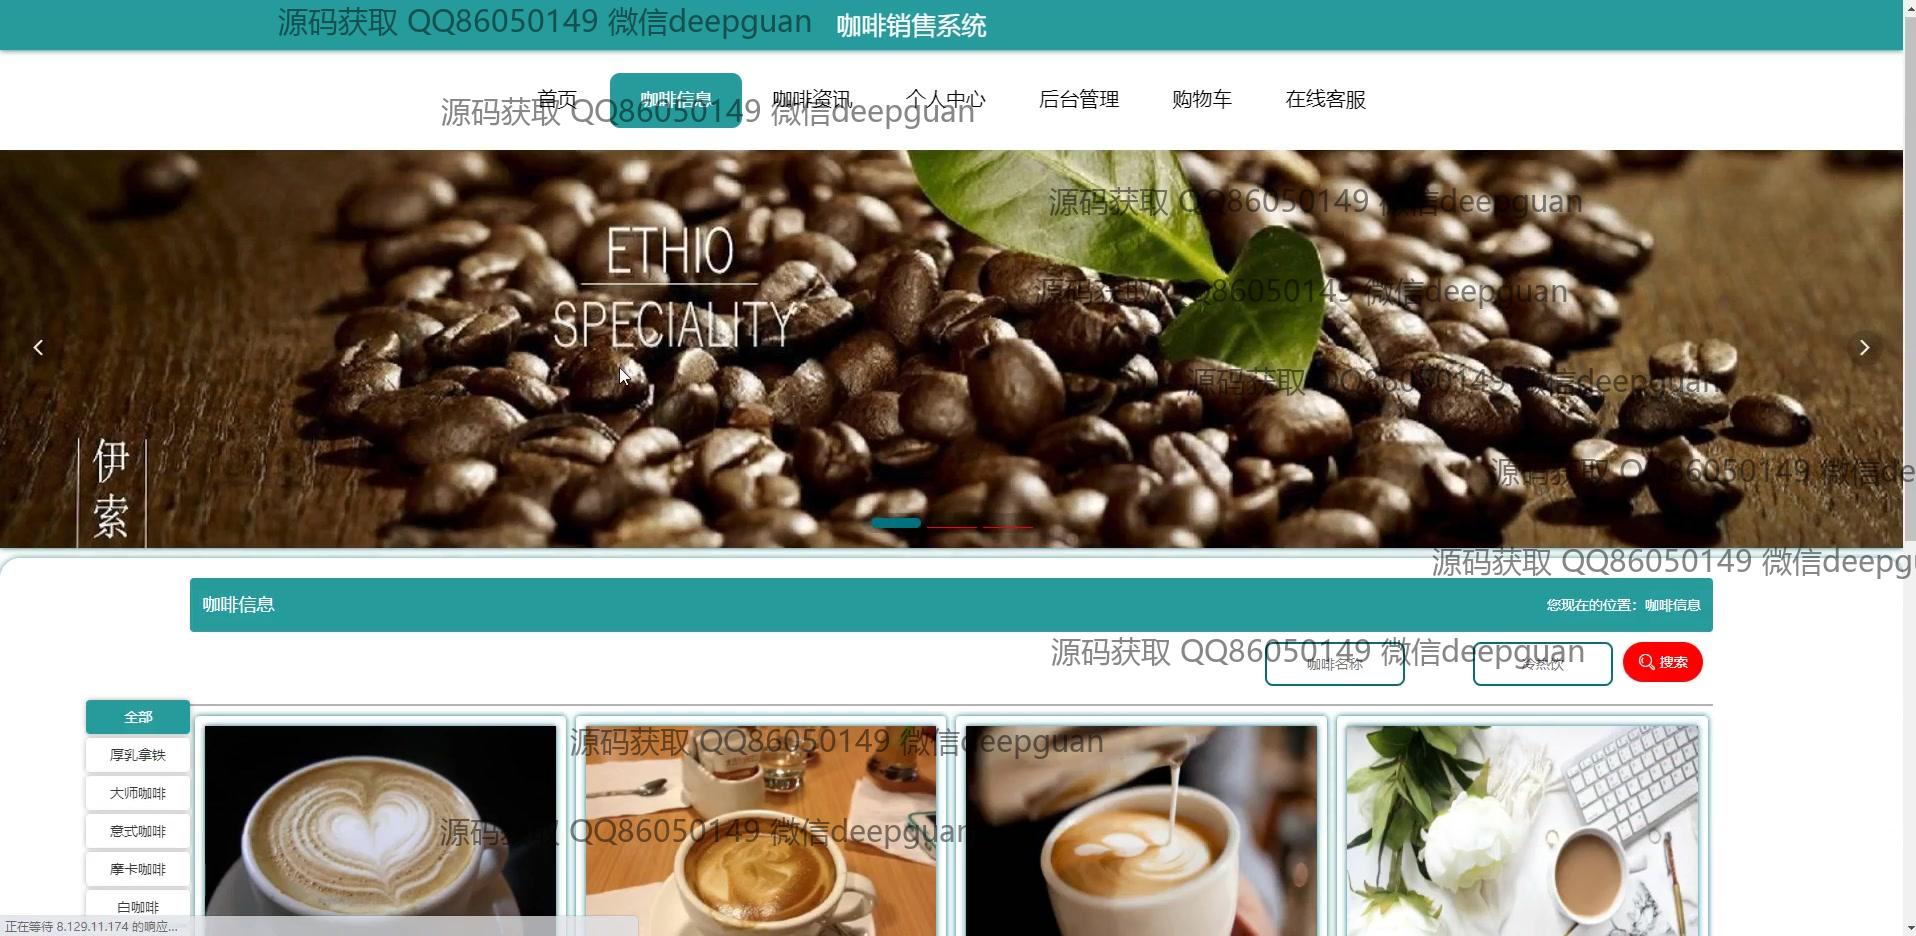 源码获取 QQ86050149 微信deepguan
咖啡销售系统
首页 咖啡信息 咖啡资讯 个人中心 后台管理 购物车 在线客服
源码获取 QQ86050149 微信deepguan
源码获取 QQ86050149 微信deepguan
ETHIO
源码获取 QQ86050149 微信deepguan
SPECIALITY
源码获取 QQ86050149 微信deepguan
伊索
源码获取 QQ86050149 微信de
源码获取 QQ86050149 微信deepg
咖啡信息
您现在的位置：咖啡信息
源码获取 QQ86050149 微信deepguan
咖啡名称
冷热饮
搜索
全部
源码获取 QQ86050149 微信deepguan
厚乳拿铁
大师咖啡
意式咖啡
源码获取 QQ86050149 微信deepguan
摩卡咖啡
白咖啡
正在等待 8.129.11.174 的响应...